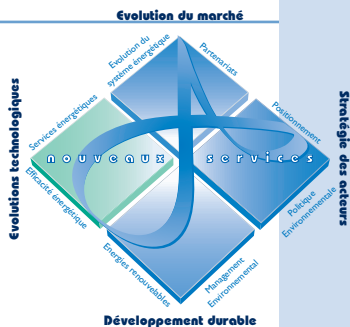 Evolution du marché
Evolution du
système énergétique
Partenariats
Services énergétiques
Positionnement
Evolutions technologiques
nouveaux services
Stratégie des acteurs
Efficacité énergétique
Politique
Environnementale
Energies renouvelables
Management
Environnemental
Développement durable